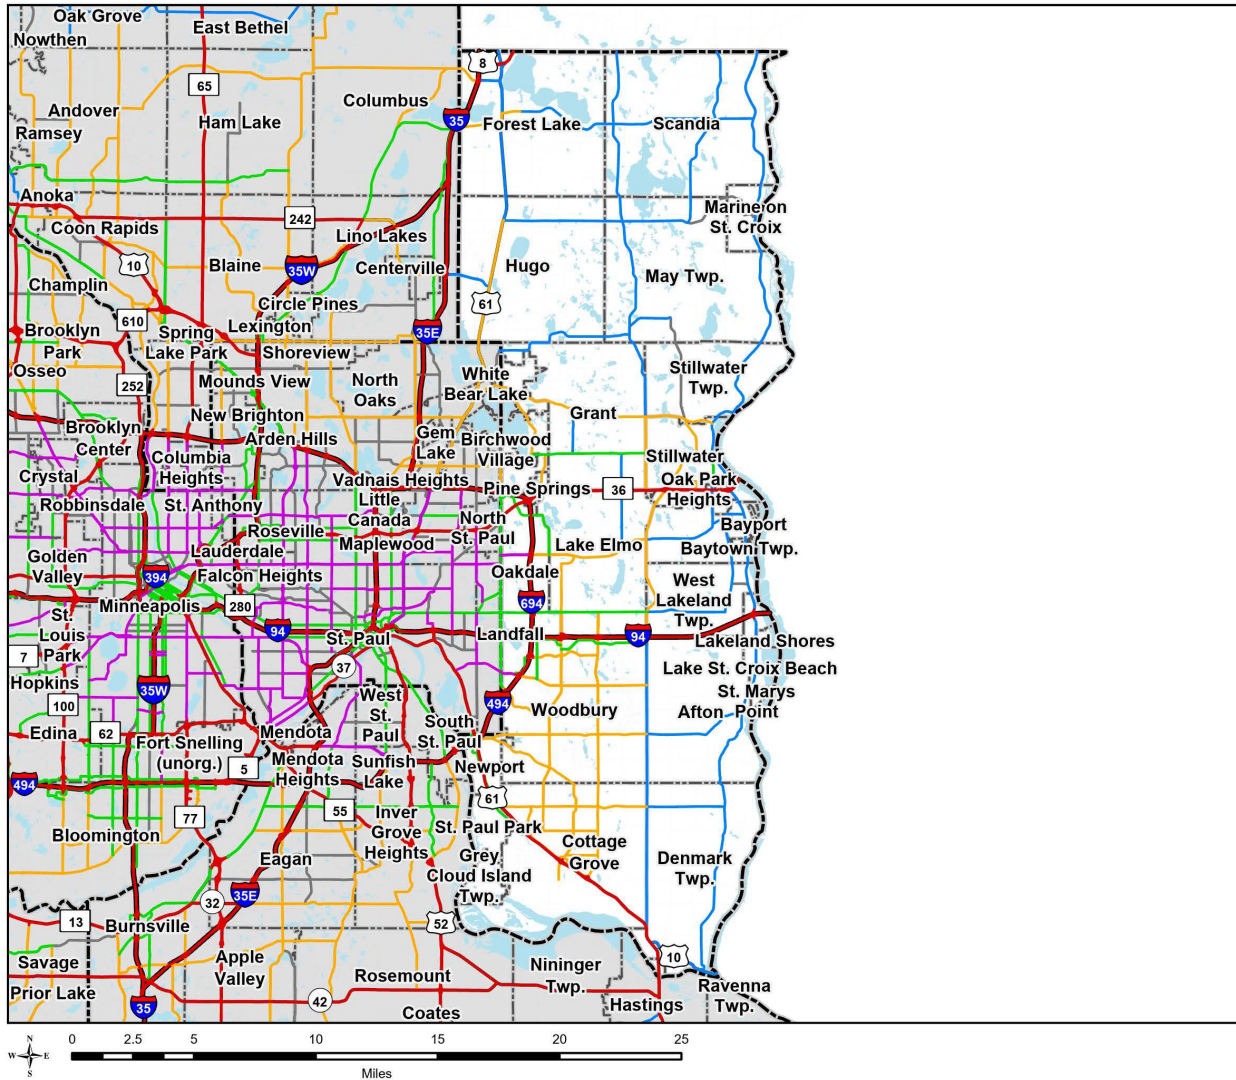 Oak Grove
East Bethel
Nowthen
8
65
Columbus
Andover
Ham Lake
35
Forest Lake
Scandia
Ramsey
Anoka
Marine on
St. Croix
242
Coon Rapids
Lino Lakes
10
Blaine
35W
Centerville
Hugo
May Twp.
Champlin
Circle Pines
61
610
Lexington
35E
Brooklyn
Park
Spring
Lake Park
Shoreview
Osseo
252
Mounds View
North
Oaks
White
Bear Lake
Stillwater
Twp.
New Brighton
Grant
Brooklyn
Center
Arden Hills
Gem
Lake
Birchwood
Village
Columbia
Heights
Stillwater
Crystal
Vadnais Heights
Pine Springs
36
Oak Park
Heights
Robbinsdale
St. Anthony
Little
Canada
North
St. Paul
Bayport
Roseville
Maplewood
Lake Elmo
Baytown Twp.
Golden
Valley
Lauderdale
394
Falcon Heights
Oakdale
West
Lakeland
Twp.
Minneapolis
280
694
St.
Louis
Park
94
St. Paul
Landfall
94
Lakeland Shores
7
37
Lake St. Croix Beach
Hopkins
35W
West
St.
Paul
494
St. Marys
Point
100
Woodbury
Afton
Edina
62
Fort Snelling
(unorg.)
Mendota
South
St. Paul
5
Mendota
Heights
Sunfish
Lake
Newport
494
61
77
55
Inver
Grove
Heights
St. Paul Park
Bloomington
Cottage
Grove
Eagan
Grey
Cloud Island
Twp.
Denmark
Twp.
35E
32
13
Burnsville
52
10
Savage
Apple
Valley
Rosemount
Nininger
Twp.
Prior Lake
42
Ravenna
Twp.
35
Coates
Hastings
N
W E
S
0 2.5 5 10 15 20 25
Miles